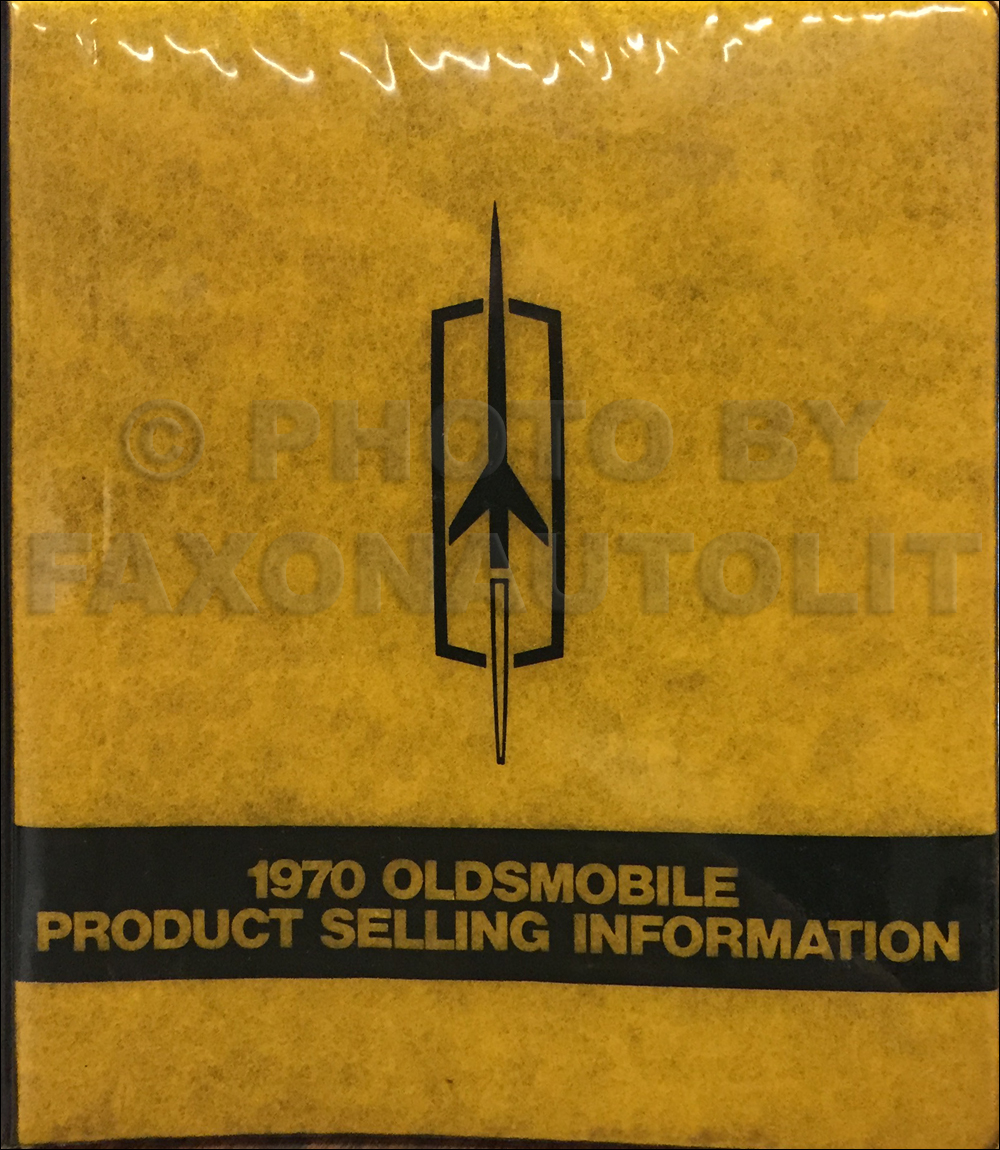 © PHOTO BY
FAXONAUTOLIT
1970 OLDSMOBILE
PRODUCT SELLING INFORMATION